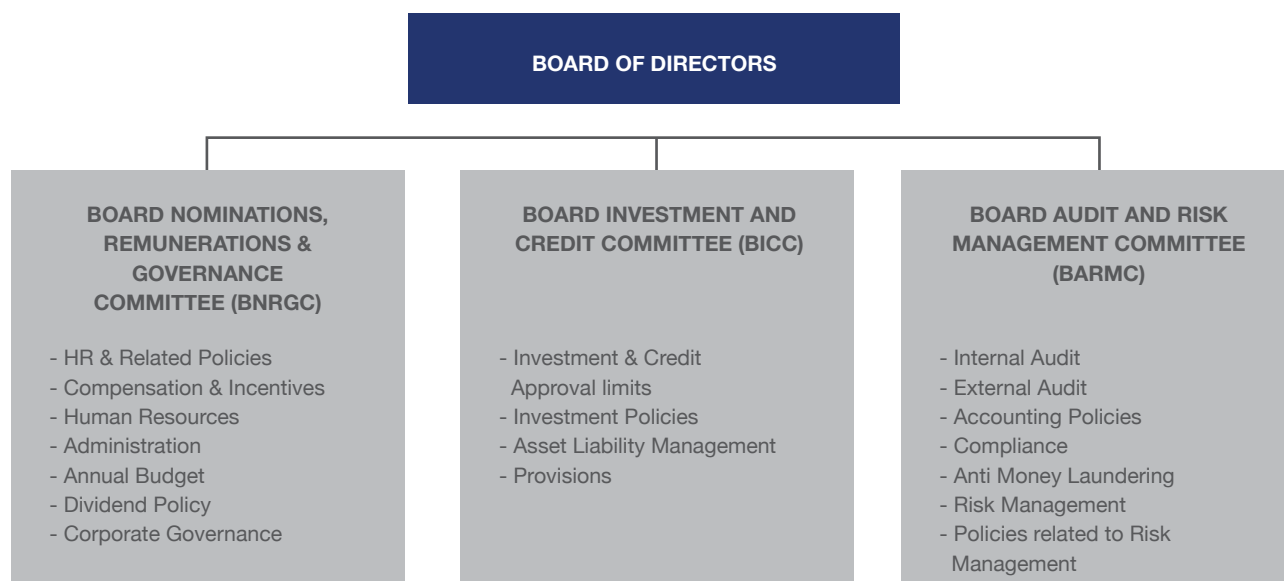 BOARD OF DIRECTORS
BOARD NOMINATIONS,
REMUNERATIONS &
GOVERNANCE
COMMITTEE (BNRGC)
- HR & Related Policies
- Compensation & Incentives
- Human Resources
- Administration
- Annual Budget
- Dividend Policy
- Corporate Governance
BOARD INVESTMENT AND
CREDIT COMMITTEE (BICC)
- Investment & Credit
Approval limits
- Investment Policies
- Asset Liability Management
- Provisions
BOARD AUDIT AND RISK
MANAGEMENT COMMITTEE
(BARMC)
- Internal Audit
- External Audit
- Accounting Policies
- Compliance
- Anti Money Laundering
- Risk Management
- Policies related to Risk
Management